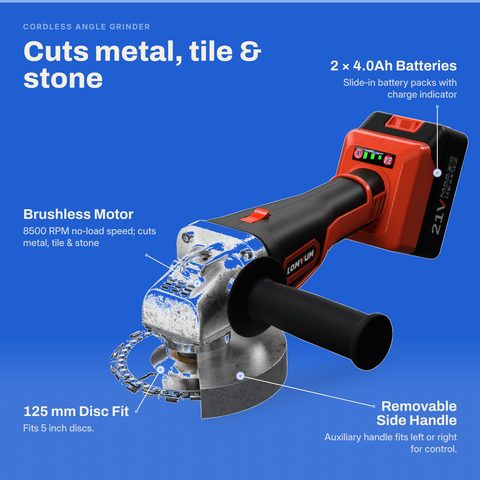 CORDLESS ANGLE GRINDER
Cuts metal, tile &
stone
2 × 4.0Ah Batteries
Slide-in battery packs with
charge indicator
21V
Brushless Motor
8500 RPM no-load speed; cuts
metal, tile & stone
LOMVUM
125 mm Disc Fit
Fits 5 inch discs.
Removable
Side Handle
Auxiliary handle fits left or right
for control.